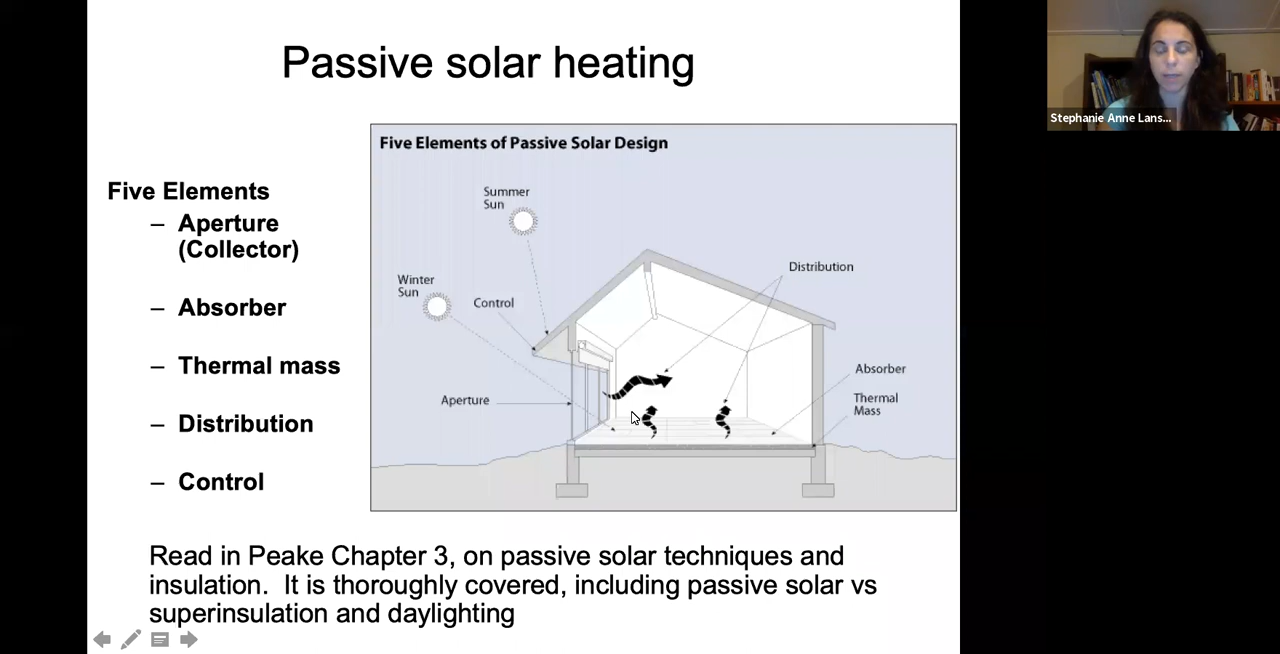 Passive solar heating
Five Elements
– Aperture
(Collector)
– Absorber
– Thermal mass
– Distribution
– Control
Five Elements of Passive Solar Design
Summer
Sun
Winter
Sun
Control
Distribution
Aperture
Absorber
Thermal
Mass
Read in Peake Chapter 3, on passive solar techniques and
insulation.  It is thoroughly covered, including passive solar vs
superinsulation and daylighting
Stephanie Anne Lans...